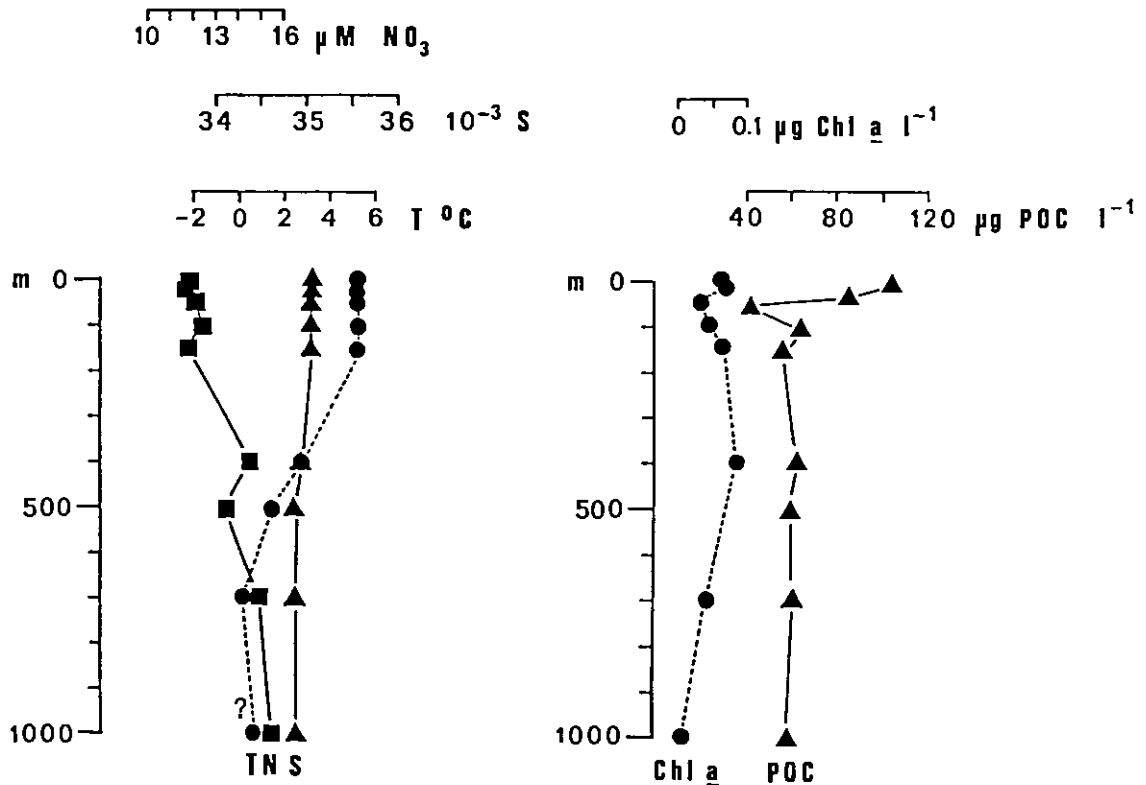 10 13 16 μM NO3
34 35 36 10⁻³ S
-2 0 2 4 6 T °C
m 0
500
?
1000
T N S
0 0.1 μg Chl a l⁻¹
40 80 120 μg POC l⁻¹
m 0
500
1000
Chl a POC